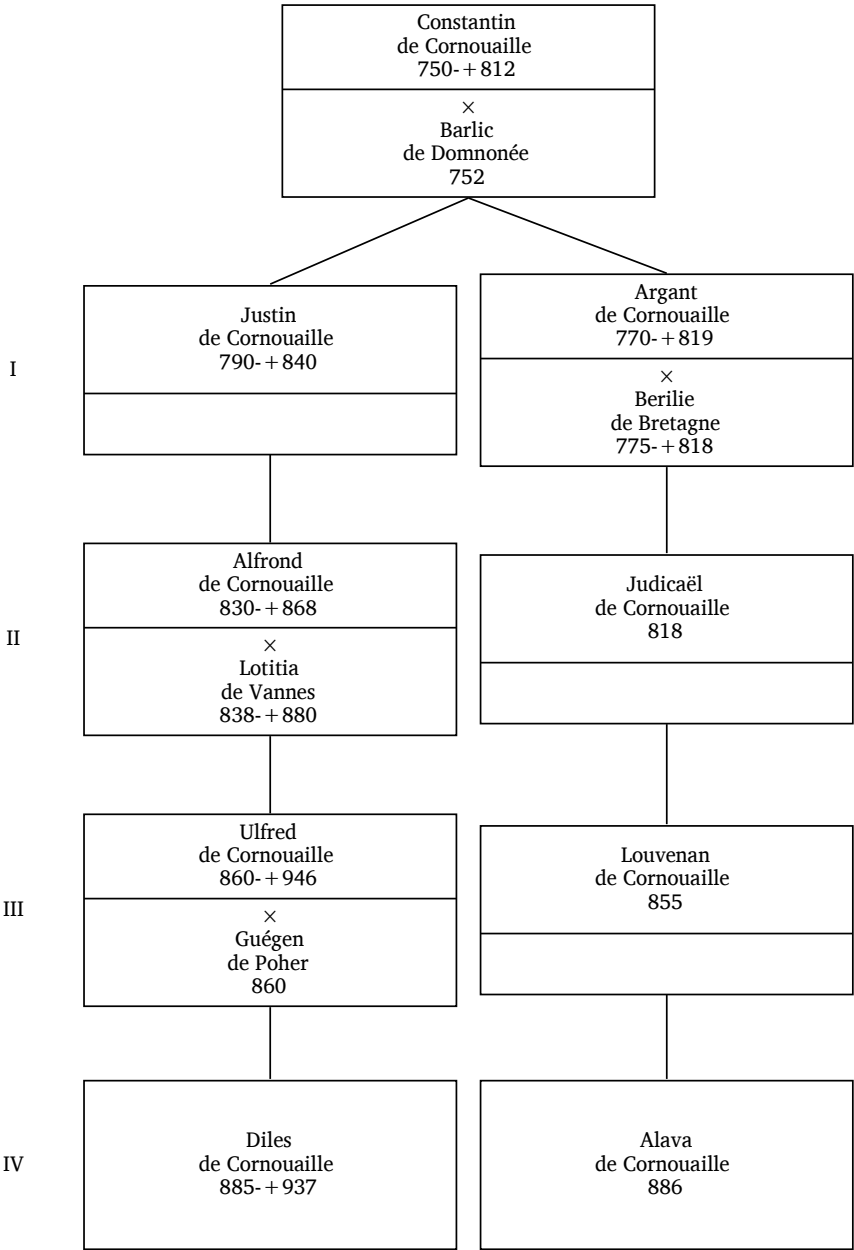 Constantin
de Cornouaille
750-+812
×
Barlic
de Domnonée
752
I
Justin
de Cornouaille
790-+840
Argant
de Cornouaille
770-+819
×
Berilie
de Bretagne
775-+818
II
Alfrond
de Cornouaille
830-+868
×
Lotitia
de Vannes
838-+880
Judicaël
de Cornouaille
818
III
Ulfred
de Cornouaille
860-+946
×
Guégen
de Poher
860
Louvenan
de Cornouaille
855
IV
Diles
de Cornouaille
885-+937
Alava
de Cornouaille
886